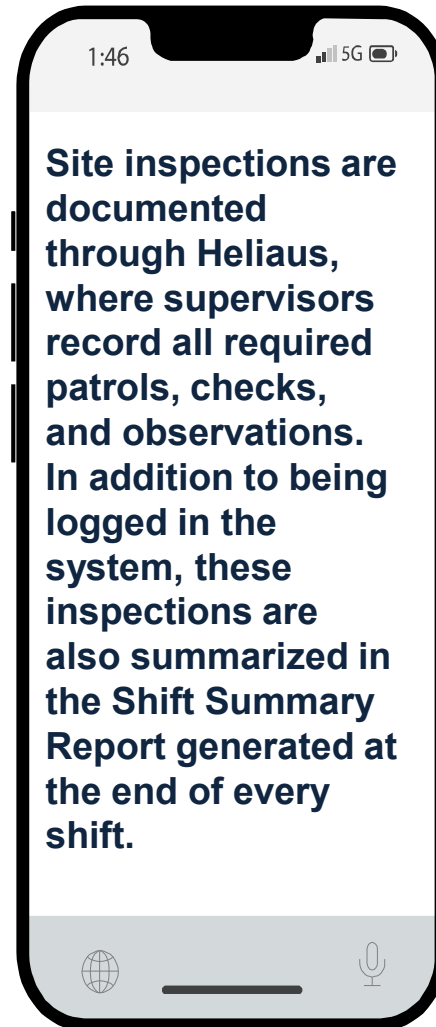 1:46
5G
Site inspections are
documented
through Heliaus,
where supervisors
record all required
patrols, checks,
and observations.
In addition to being
logged in the
system, these
inspections are
also summarized in
the Shift Summary
Report generated at
the end of every
shift.